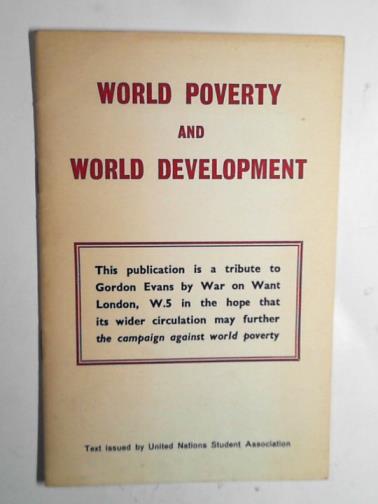 WORLD POVERTY
AND
WORLD DEVELOPMENT
This publication is a tribute to
Gordon Evans by War on Want
London, W.5 in the hope that
its wider circulation may further
the campaign against world poverty
Text issued by United Nations Student Association